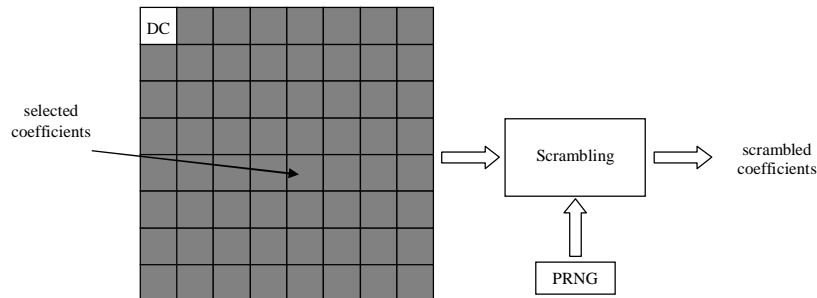 DC
selected
coefficients
Scrambling
scrambled
coefficients
PRNG